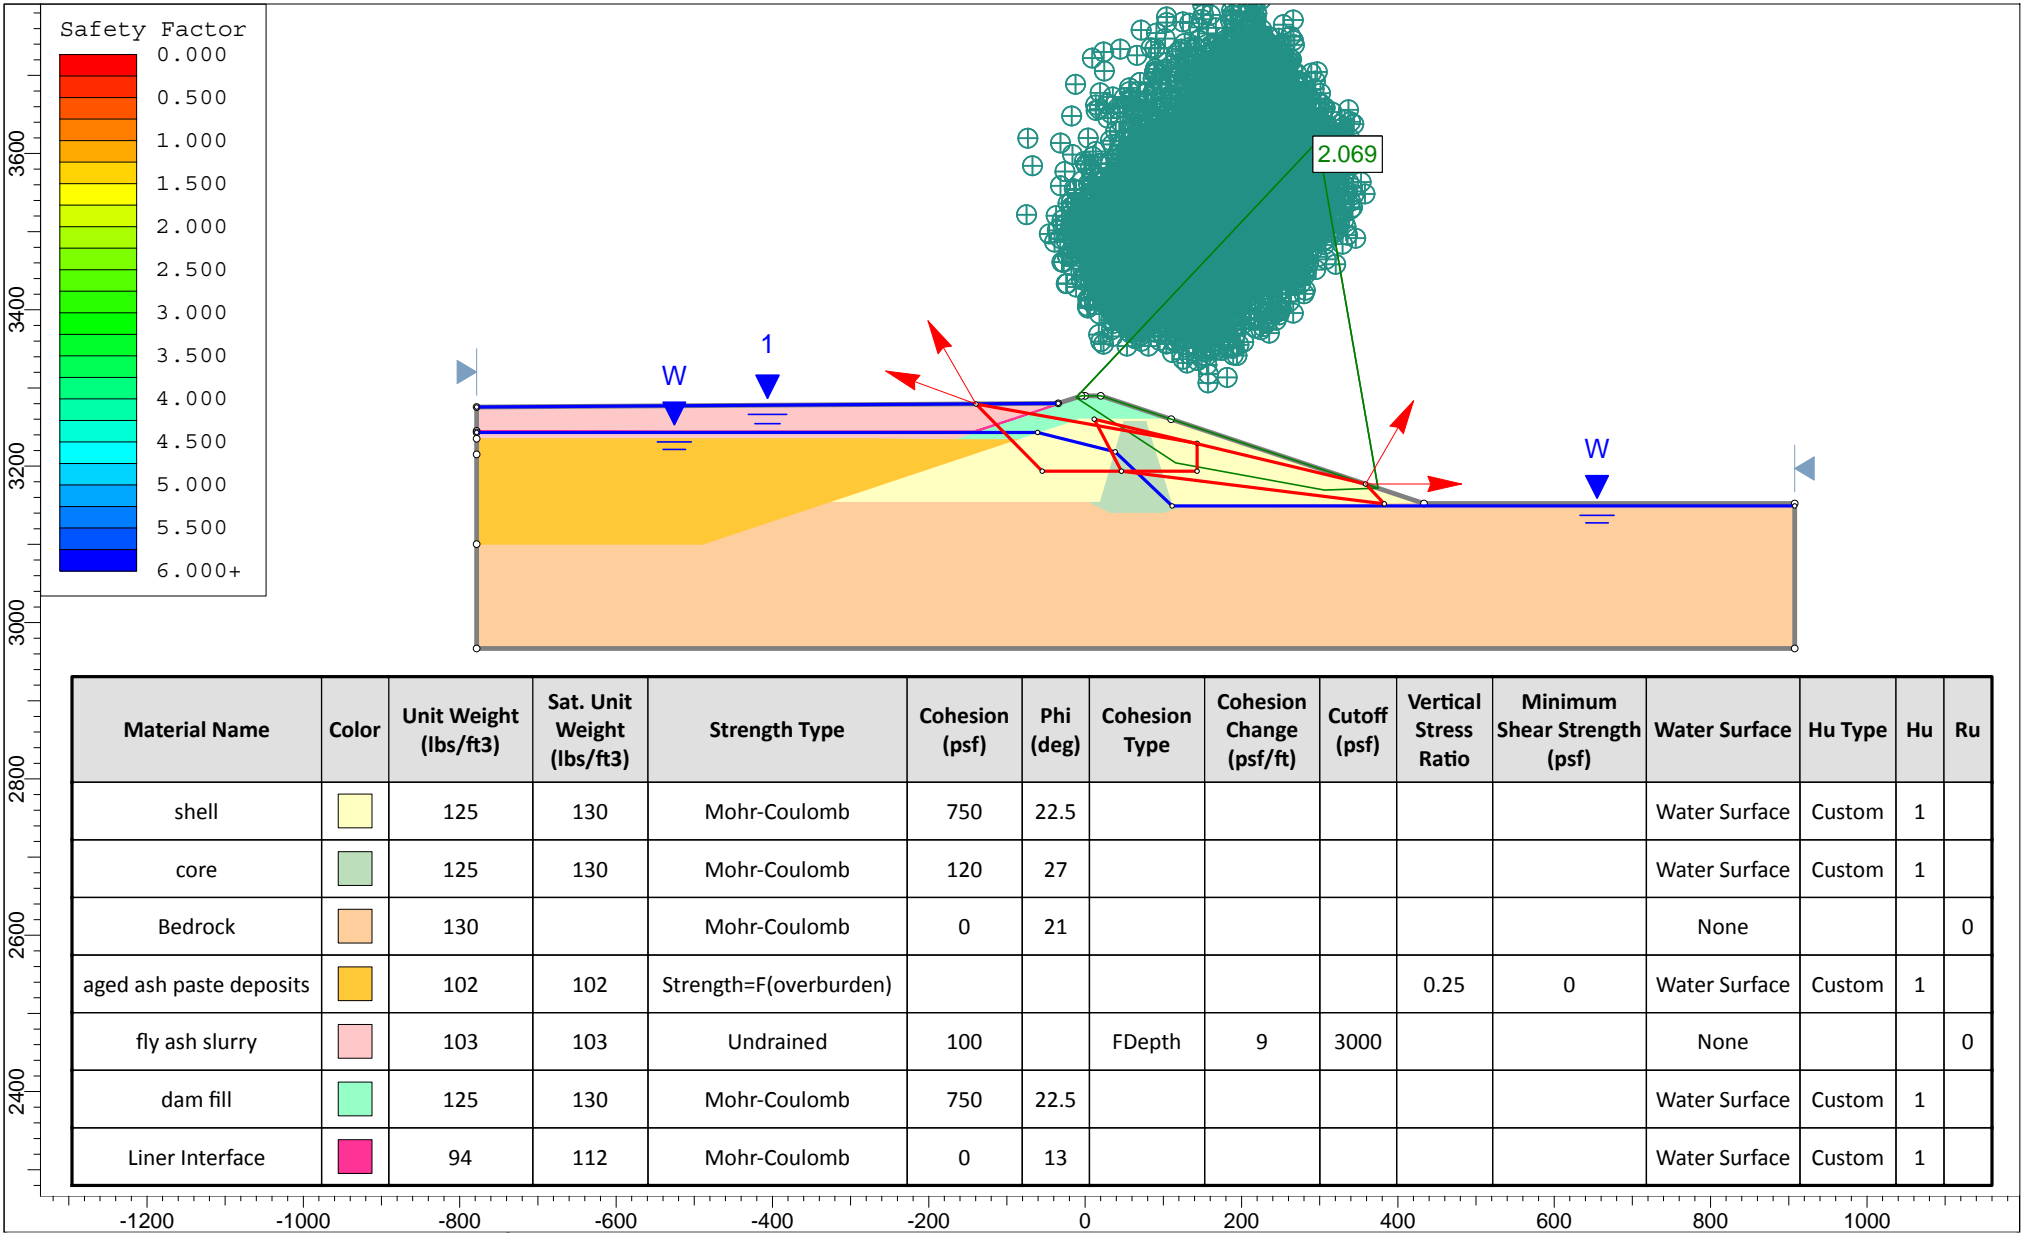 Safety Factor
0.000
0.500
1.000
1.500
2.000
2.500
3.000
3.500
4.000
4.500
5.000
5.500
6.000+
3600
3400
3200
3000
2800
2600
2400
2.069
W
1
W
Material Name Color Unit Weight (lbs/ft3) Sat. Unit Weight (lbs/ft3) Strength Type Cohesion (psf) Phi (deg) Cohesion Type Cohesion Change (psf/ft) Cutoff (psf) Vertical Stress Ratio Minimum Shear Strength (psf) Water Surface Hu Type Hu Ru
shell 125 130 Mohr-Coulomb 750 22.5 Water Surface Custom 1
core 125 130 Mohr-Coulomb 120 27 Water Surface Custom 1
Bedrock 130 Mohr-Coulomb 0 21 None 0
aged ash paste deposits 102 102 Strength=F(overburden) 0.25 0 Water Surface Custom 1
fly ash slurry 103 103 Undrained 100 FDepth 9 3000 None 0
dam fill 125 130 Mohr-Coulomb 750 22.5 Water Surface Custom 1
Liner Interface 94 112 Mohr-Coulomb 0 13 Water Surface Custom 1
-1200 -1000 -800 -600 -400 -200 0 200 400 600 800 1000